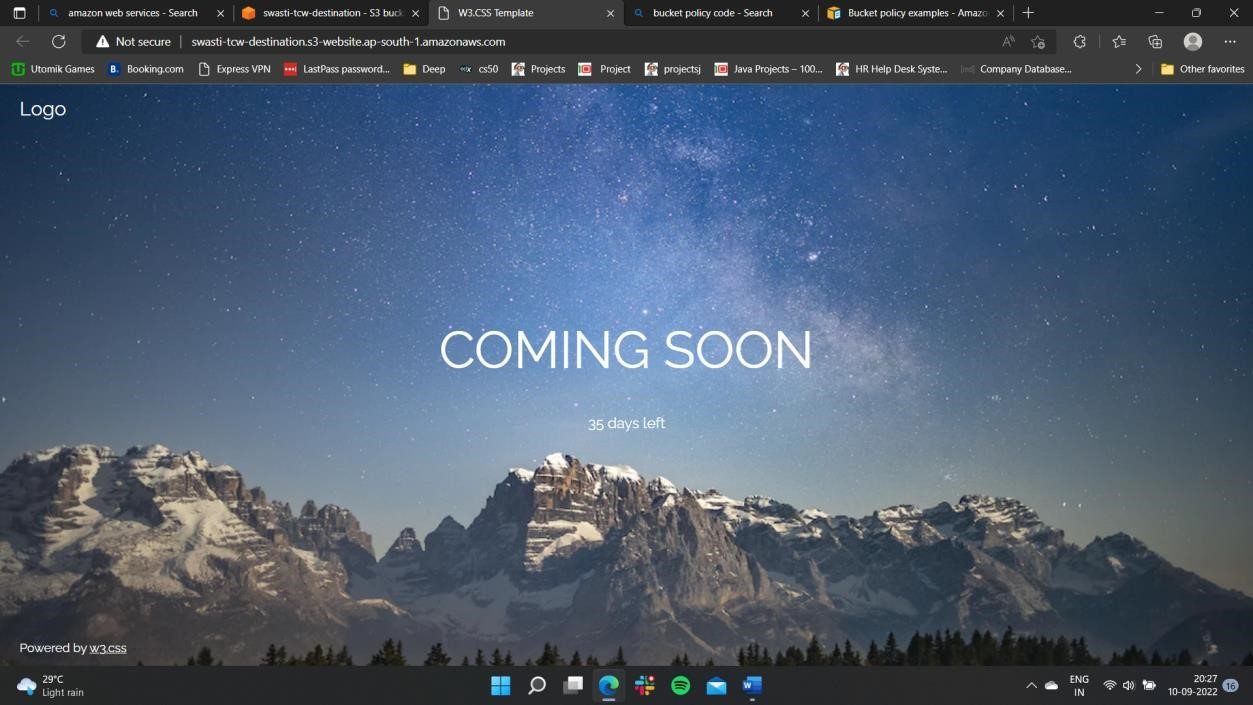 amazon web services - Search
swasti-tcw-destination - S3 buck
W3.CSS Template
bucket policy code - Search
Bucket policy examples - Amazo
Not secure
swasti-tcw-destination.s3-website.ap-south-1.amazonaws.com
Utomik Games
B.
Booking.com
Express VPN
LastPass password...
Deep
cs50
Projects
Project
projectsj
Java Projects – 100...
HR Help Desk Syste...
Company Database...
Other favorites
Logo
COMING SOON
35 days left
Powered by w3.css
29°C
Light rain
ENG
IN
20:27
10-09-2022
16